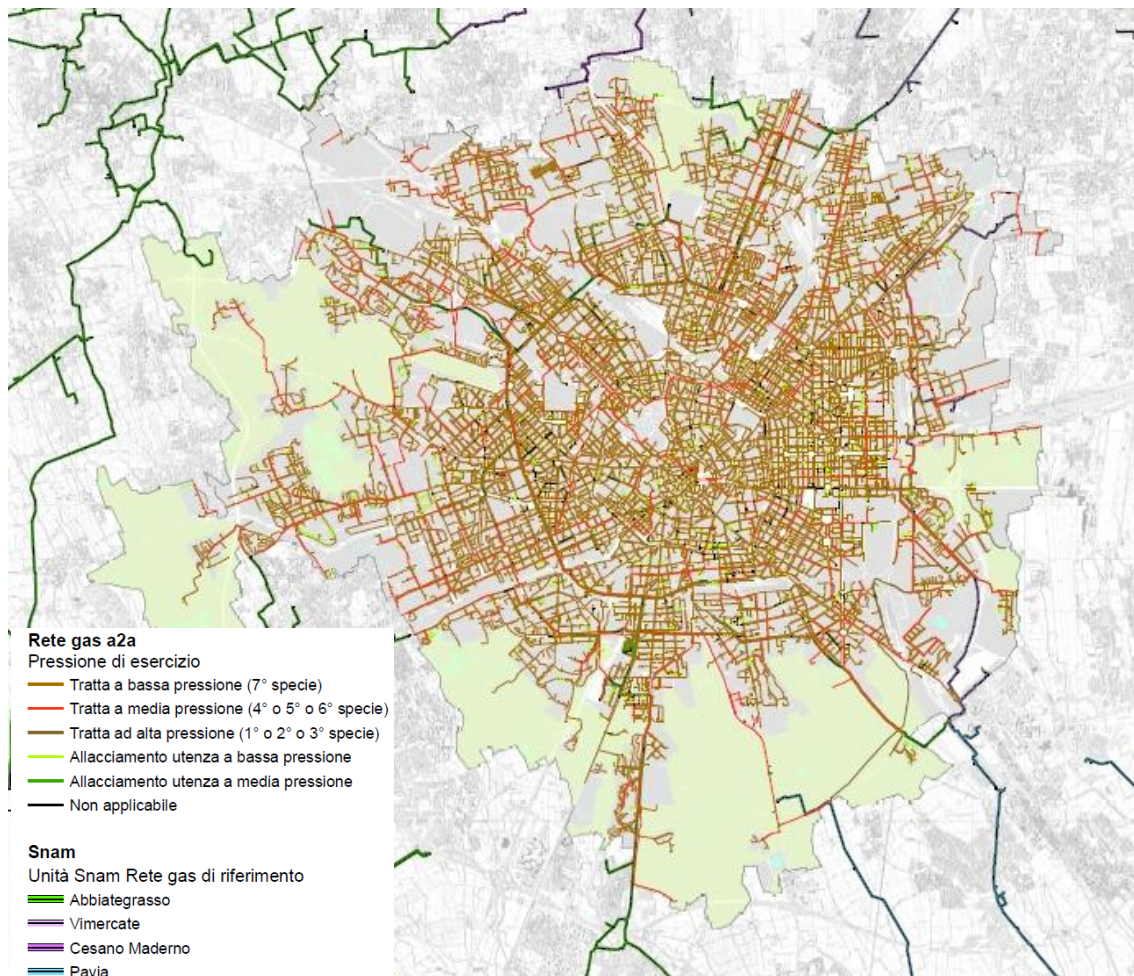 Rete gas a2a
Pressione di esercizio
Tratta a bassa pressione (7° specie)
Tratta a media pressione (4° o 5° o 6° specie)
Tratta ad alta pressione (1° o 2° o 3° specie)
Allacciamento utenza a bassa pressione
Allacciamento utenza a media pressione
Non applicabile
Snam
Unità Snam Rete gas di riferimento
Abbiategrasso
Vimercate
Cesano Maderno
Pavia